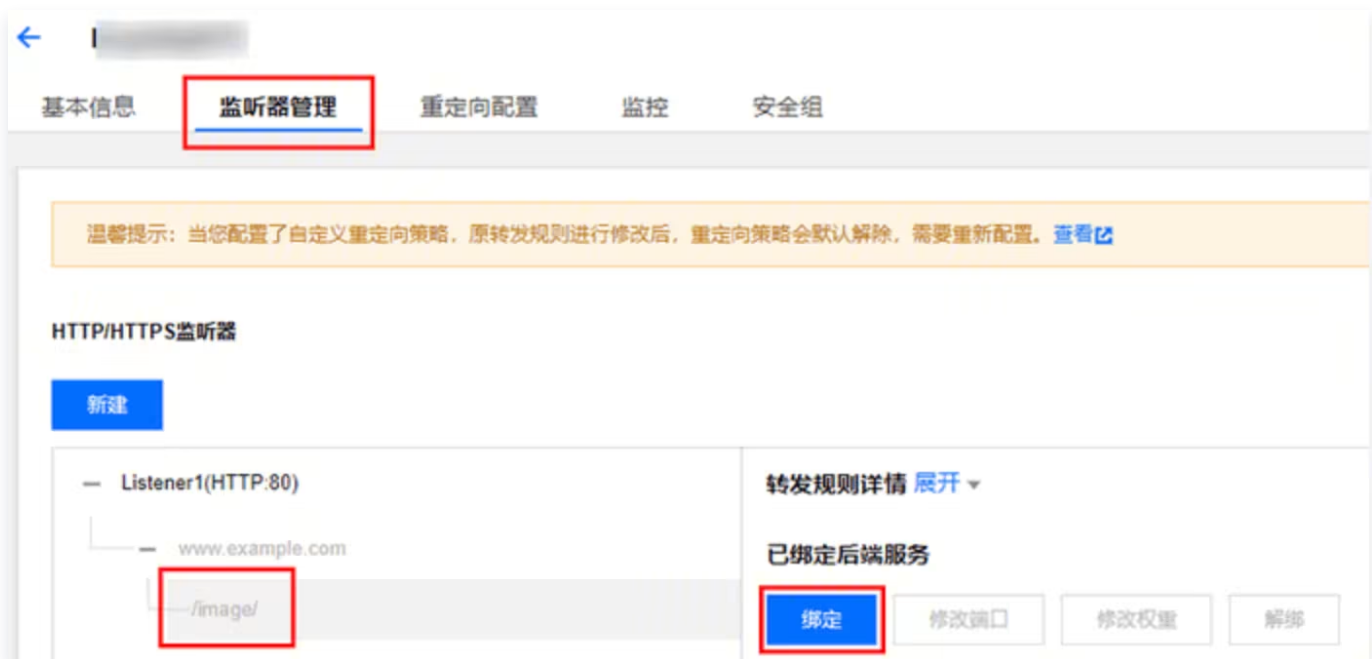 基本信息 监听器管理 重定向配置 监控 安全组
温馨提示：当您配置了自定义重定向策略，原转发规则进行修改后，重定向策略会默认解除，需要重新配置。查看
HTTP/HTTPS监听器
新建
Listener1(HTTP:80)
转发规则详情 展开
www.example.com
已绑定后端服务
/image/
绑定 修改端口 修改权重 解绑